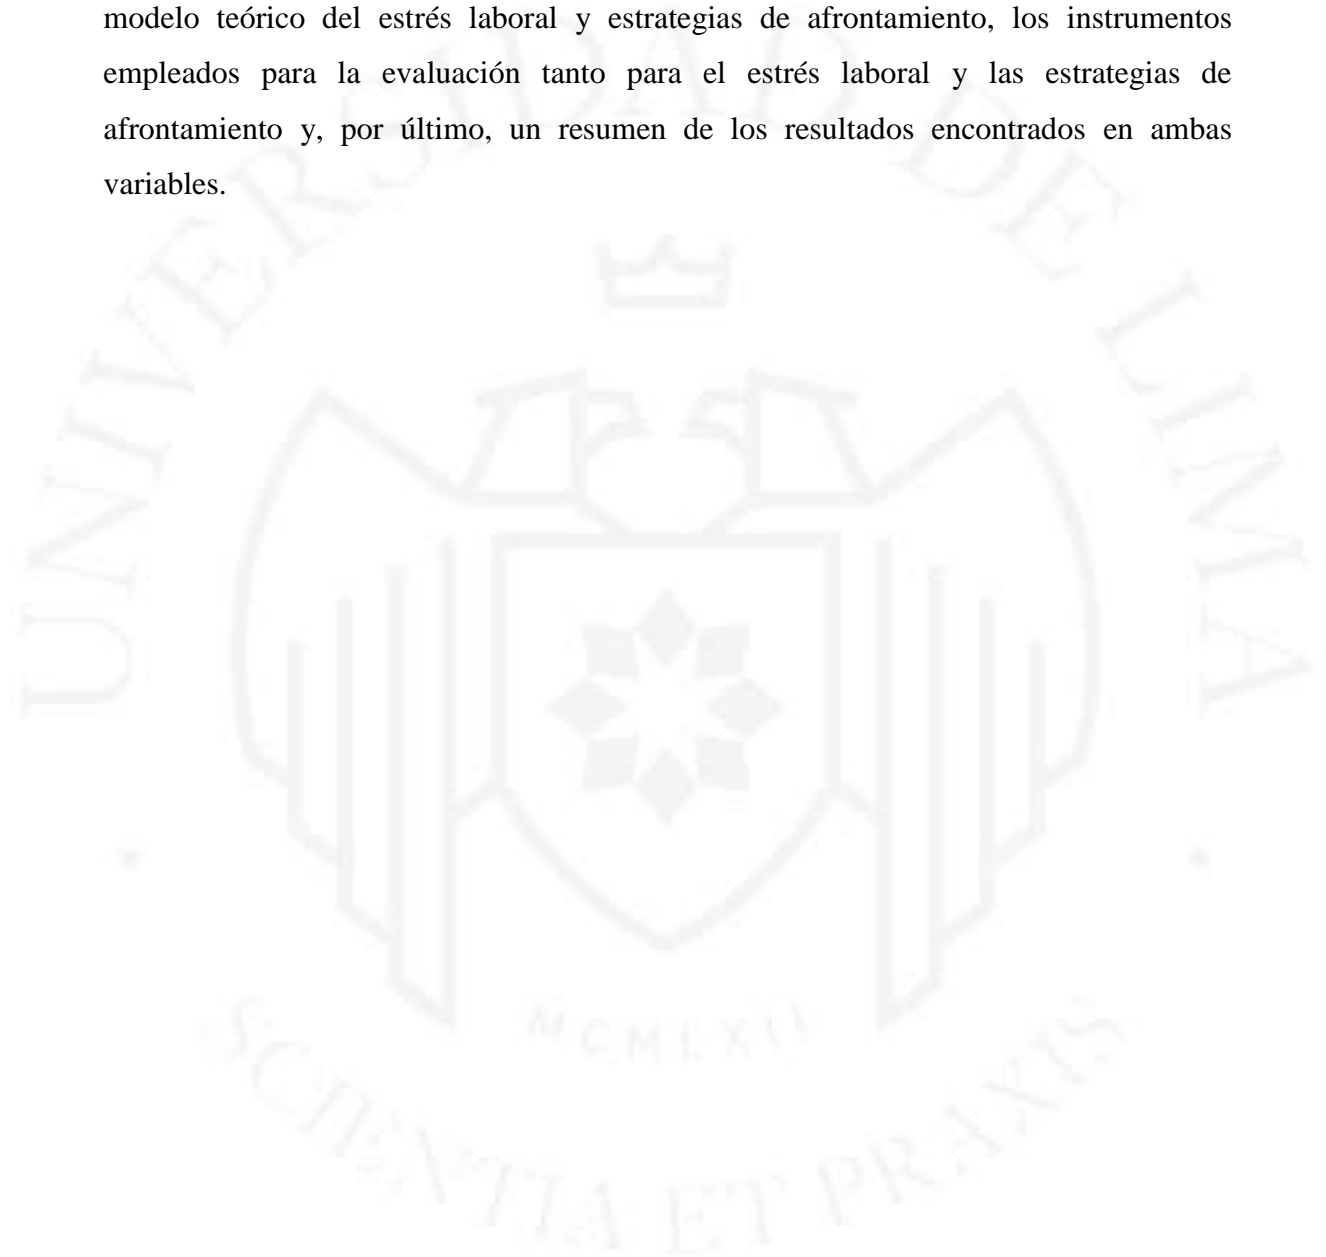 modelo teórico del estrés laboral y estrategias de afrontamiento, los instrumentos
empleados para la evaluación tanto para el estrés laboral y las estrategias de
afrontamiento y, por último, un resumen de los resultados encontrados en ambas
variables.
UNIVERSIDAD DE LIMA
MCMLXII
SCIENTIA ET PRAXIS